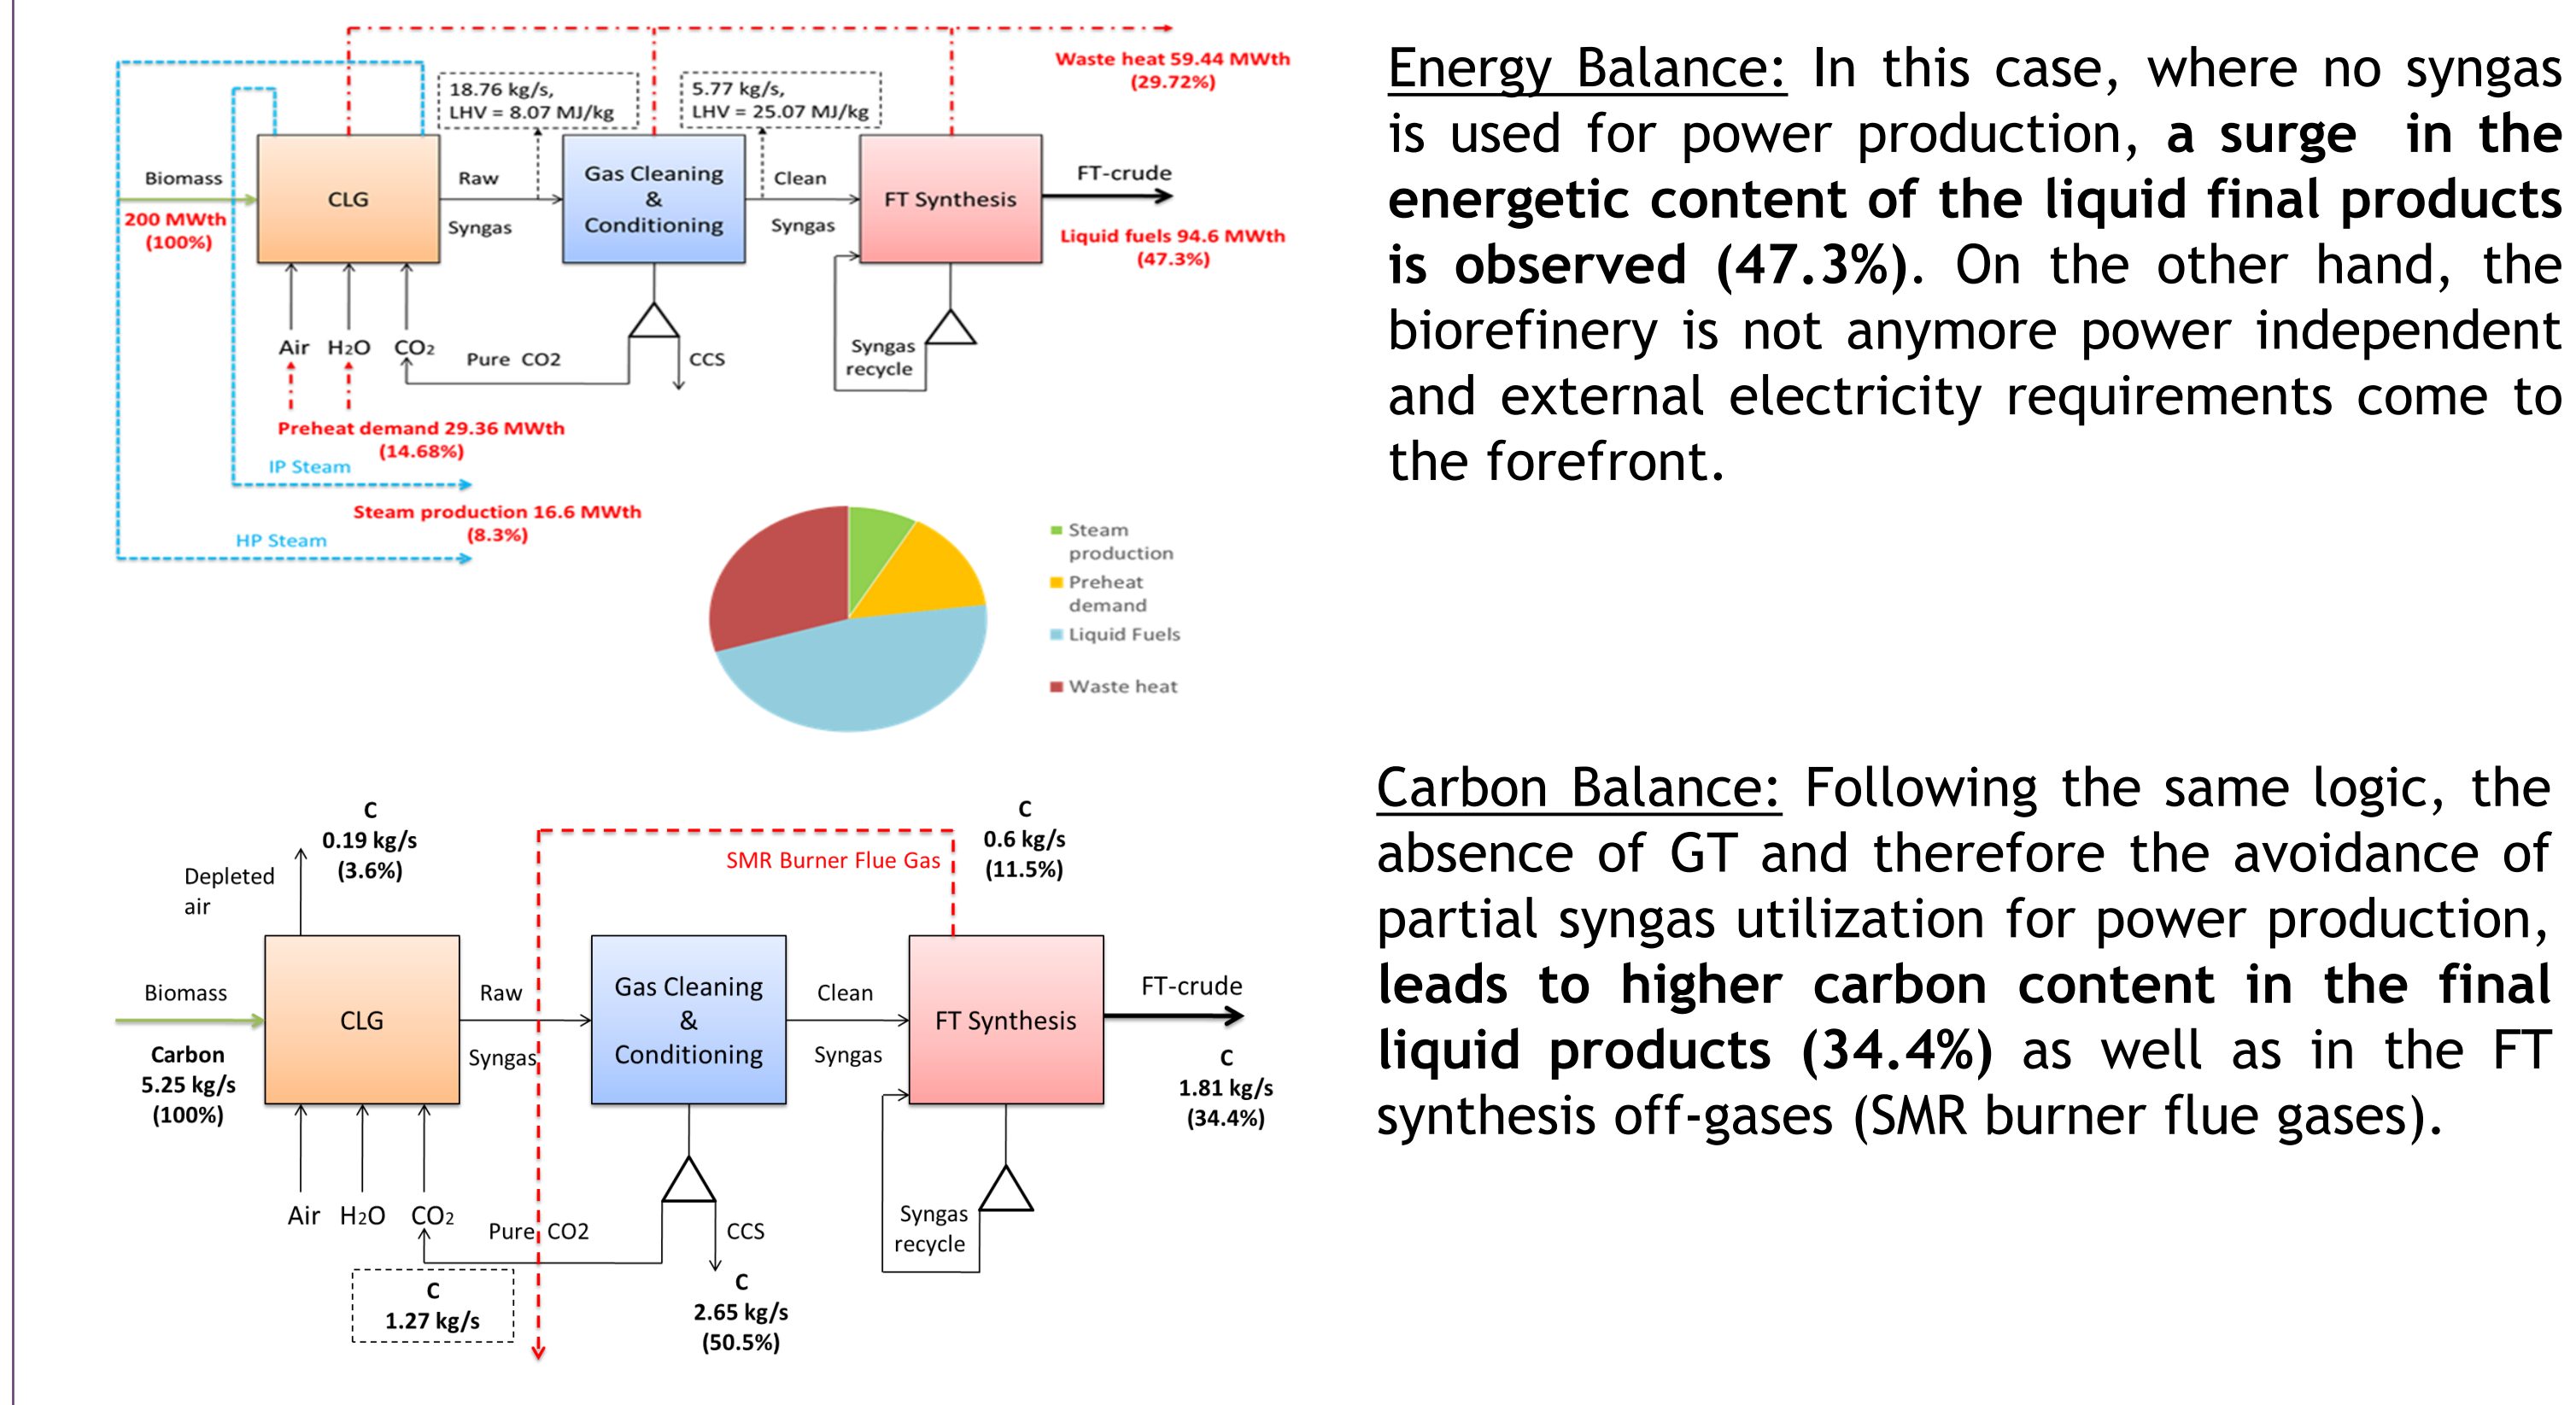 Waste heat 59.44 MWth
(29.72%)
18.76 kg/s,
LHV = 8.07 MJ/kg
5.77 kg/s,
LHV = 25.07 MJ/kg
Biomass
200 MWth
(100%)
CLG
Raw
Syngas
Gas Cleaning
&
Conditioning
Clean
Syngas
FT Synthesis
FT-crude
Liquid fuels 94.6 MWth
(47.3%)
Air H2O CO2
Pure CO2
CCS
Syngas
recycle
Preheat demand 29.36 MWth
(14.68%)
IP Steam
Steam production 16.6 MWth
(8.3%)
HP Steam
Steam
production
Preheat
demand
Liquid Fuels
Waste heat
Energy Balance: In this case, where no syngas
is used for power production, a surge in the
energetic content of the liquid final products
is observed (47.3%). On the other hand, the
biorefinery is not anymore power independent
and external electricity requirements come to
the forefront.
C
0.19 kg/s
(3.6%)
Depleted
air
SMR Burner Flue Gas
C
0.6 kg/s
(11.5%)
Biomass
Carbon
5.25 kg/s
(100%)
CLG
Raw
Syngas
Gas Cleaning
&
Conditioning
Clean
Syngas
FT Synthesis
FT-crude
C
1.81 kg/s
(34.4%)
Air H2O CO2
Pure CO2
CCS
Syngas
recycle
C
1.27 kg/s
C
2.65 kg/s
(50.5%)
Carbon Balance: Following the same logic, the
absence of GT and therefore the avoidance of
partial syngas utilization for power production,
leads to higher carbon content in the final
liquid products (34.4%) as well as in the FT
synthesis off-gases (SMR burner flue gases).